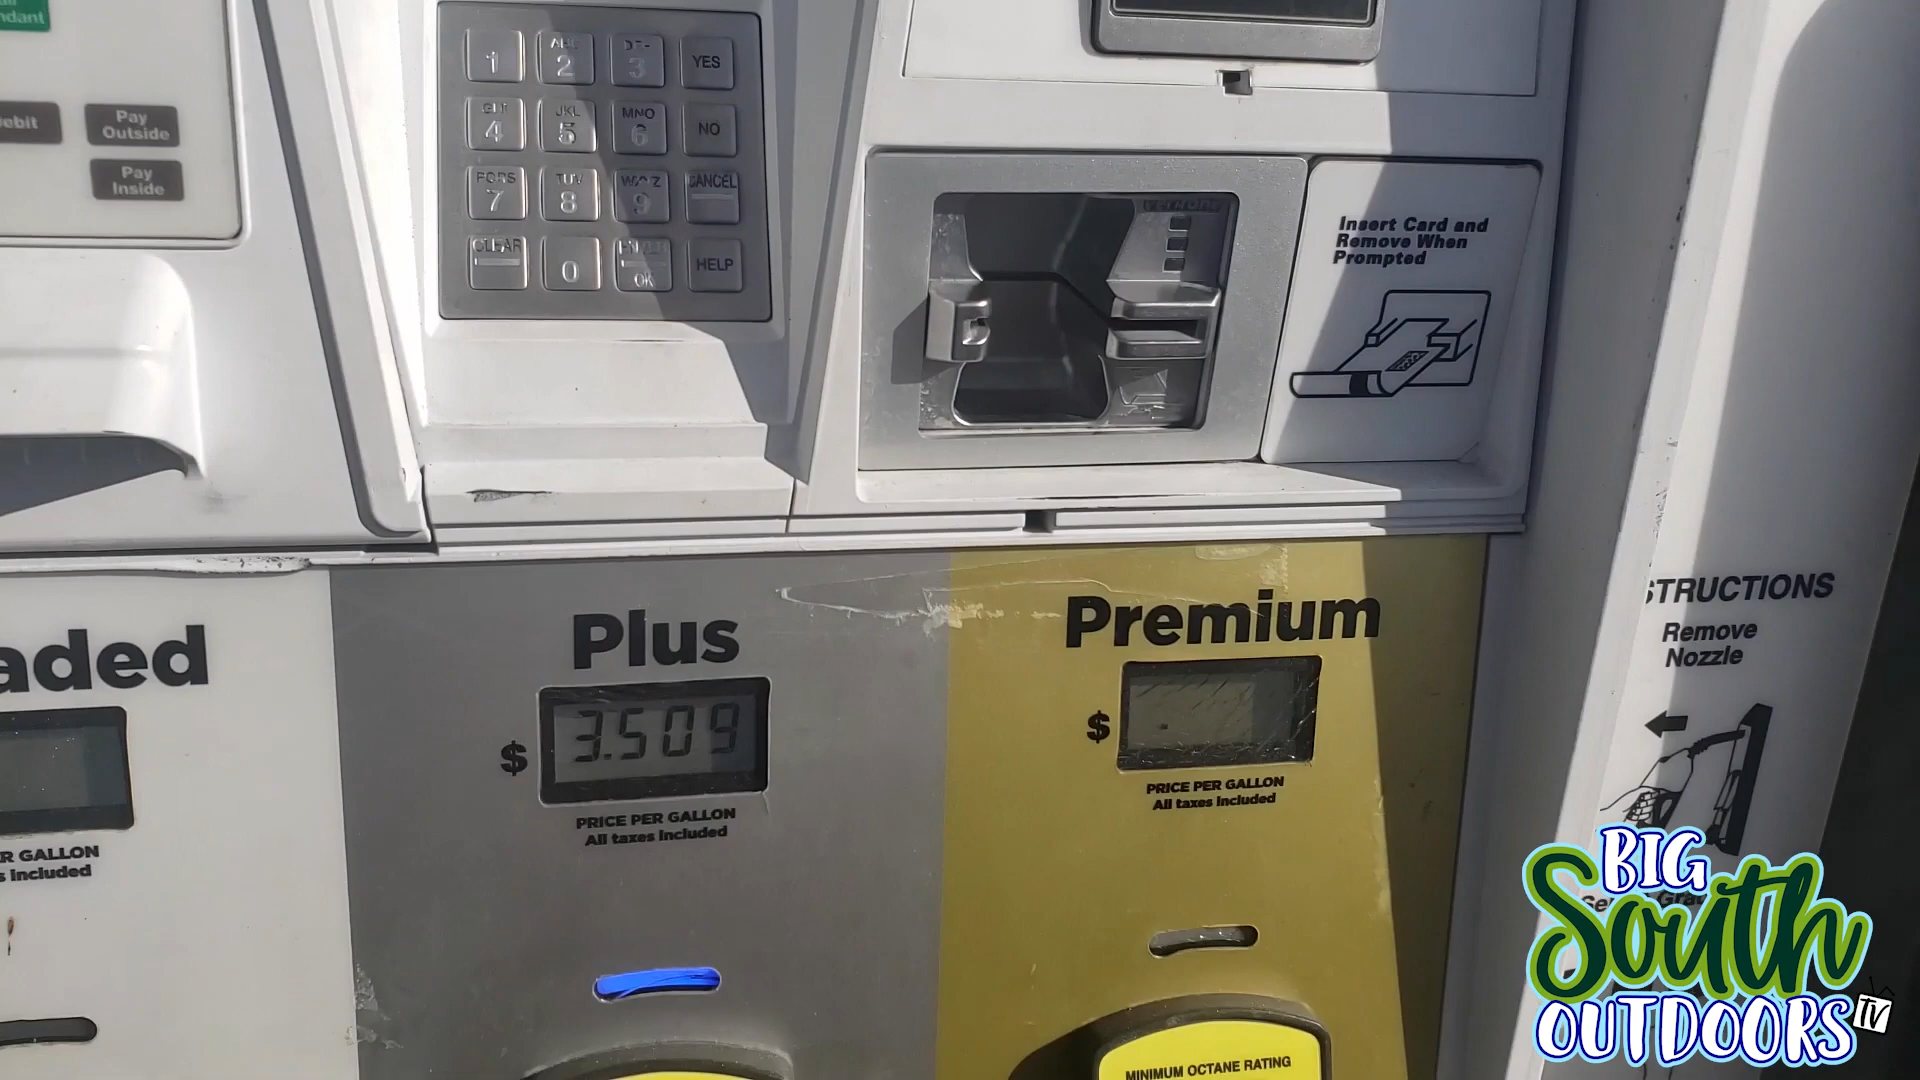 Pay
Outside
Pay
Inside
1
2
3
YES
4
JKL
5
MNO
6
NO
7
TUV
8
9
CANCEL
CLEAR
0
OK
HELP
Insert Card and
Remove When
Prompted
Plus
$ 3.509
PRICE PER GALLON
All taxes included
Premium
$
PRICE PER GALLON
All taxes included
GALLON
included
Remove
Nozzle
MINIMUM OCTANE RATING
BIG
South
OUTDOORS
TV